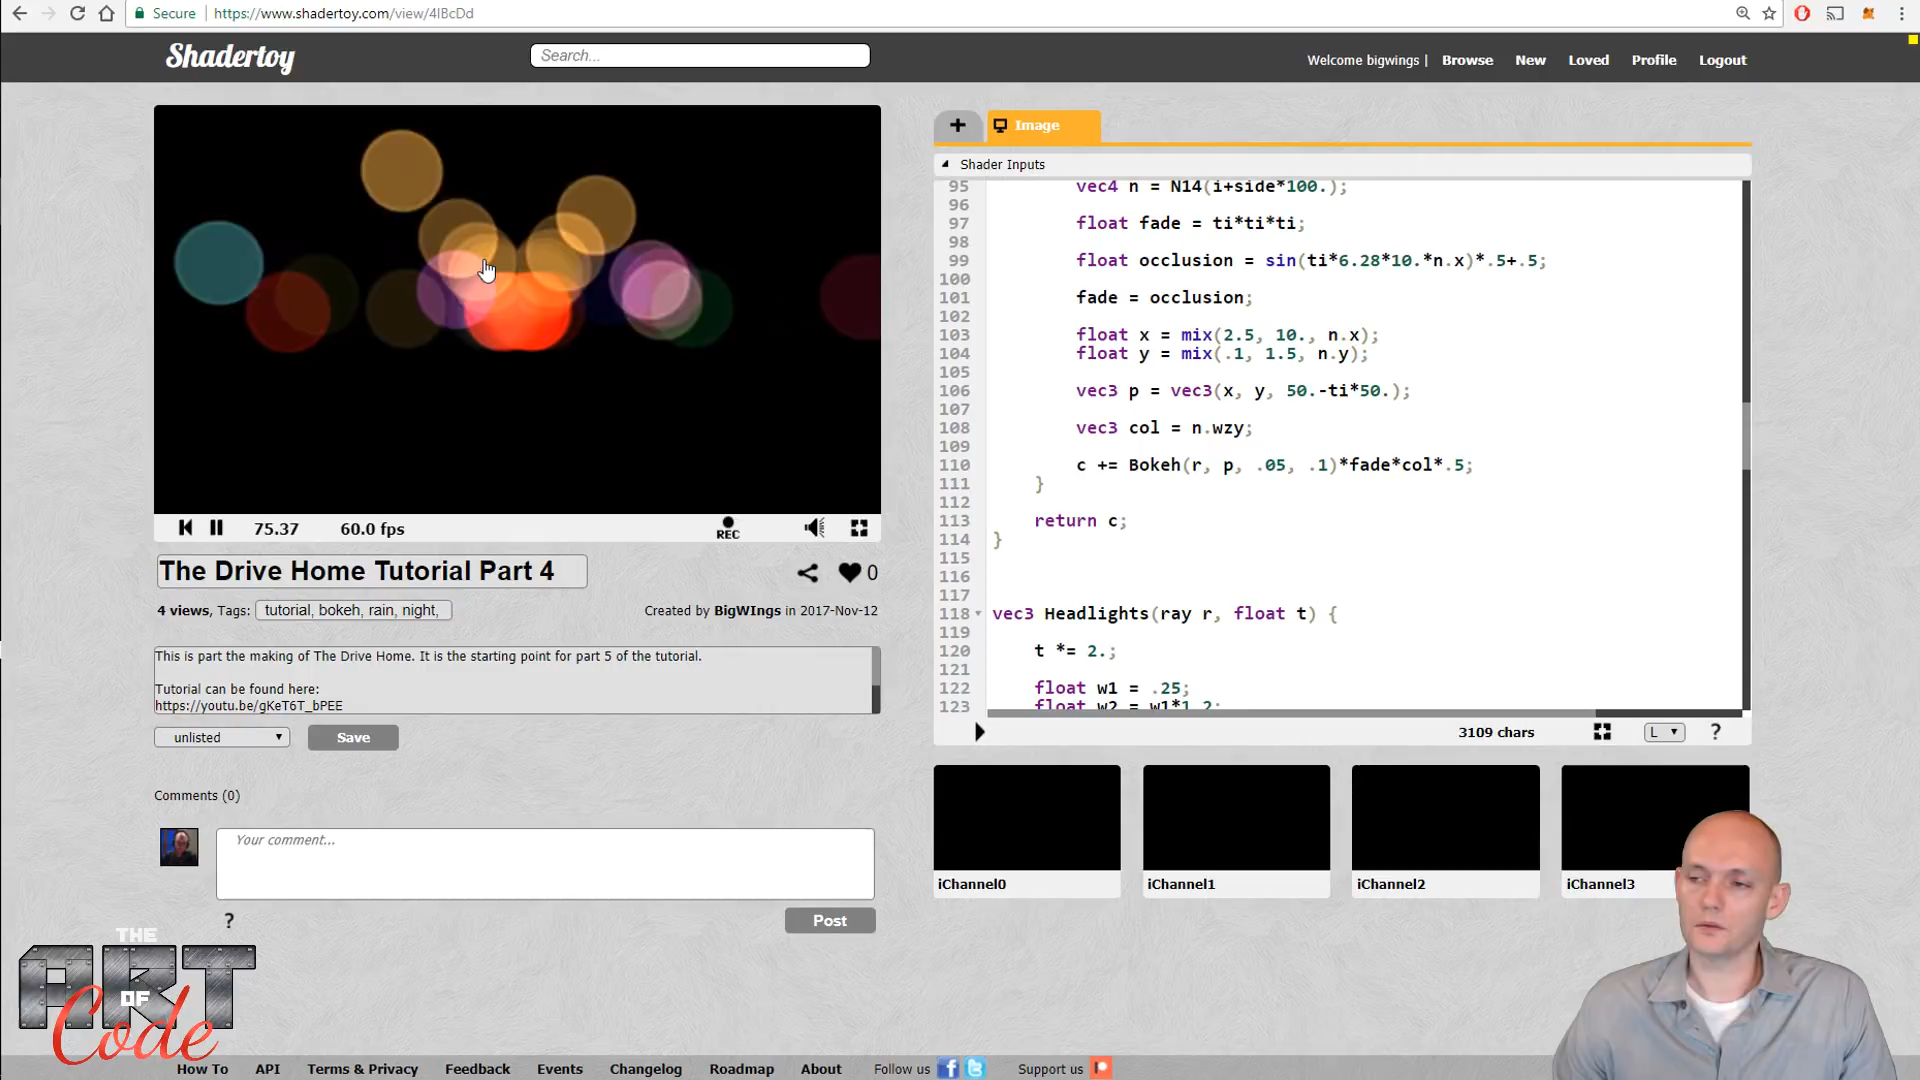 Secure
https://www.shadertoy.com/view/4lBcDd
Shadertoy
Search...
Welcome bigwings | Browse New Loved Profile Logout
+ Image
Shader Inputs
95 vec4 n = N14(i+side*100.);
96
97 float fade = ti*ti*ti;
98
99 float occlusion = sin(ti*6.28*10.*n.x)*.5+.5;
100
101 fade = occlusion;
102
103 float x = mix(2.5, 10., n.x);
104 float y = mix(.1, 1.5, n.y);
105
106 vec3 p = vec3(x, y, 50.-ti*50.);
107
108 vec3 col = n.wzy;
109
110 c += Bokeh(r, p, .05, .1)*fade*col*.5;
111 }
112
113 return c;
114 }
115
116
117
118 vec3 Headlights(ray r, float t) {
119
120 t *= 2.;
121
122 float w1 = .25;
123 float w2 = w1*1.2;
3109 chars
L
?
75.37 60.0 fps
REC
The Drive Home Tutorial Part 4
0
4 views, Tags: tutorial, bokeh, rain, night,
Created by BigWIngs in 2017-Nov-12
This is part the making of The Drive Home. It is the starting point for part 5 of the tutorial.
Tutorial can be found here:
https://youtu.be/gKeT6T_bPEE
unlisted
Save
Comments (0)
Your comment...
?
Post
iChannel0
iChannel1
iChannel2
iChannel3
THE
ART
OF
Code
How To API Terms & Privacy Feedback Events Changelog Roadmap About Follow us Support us